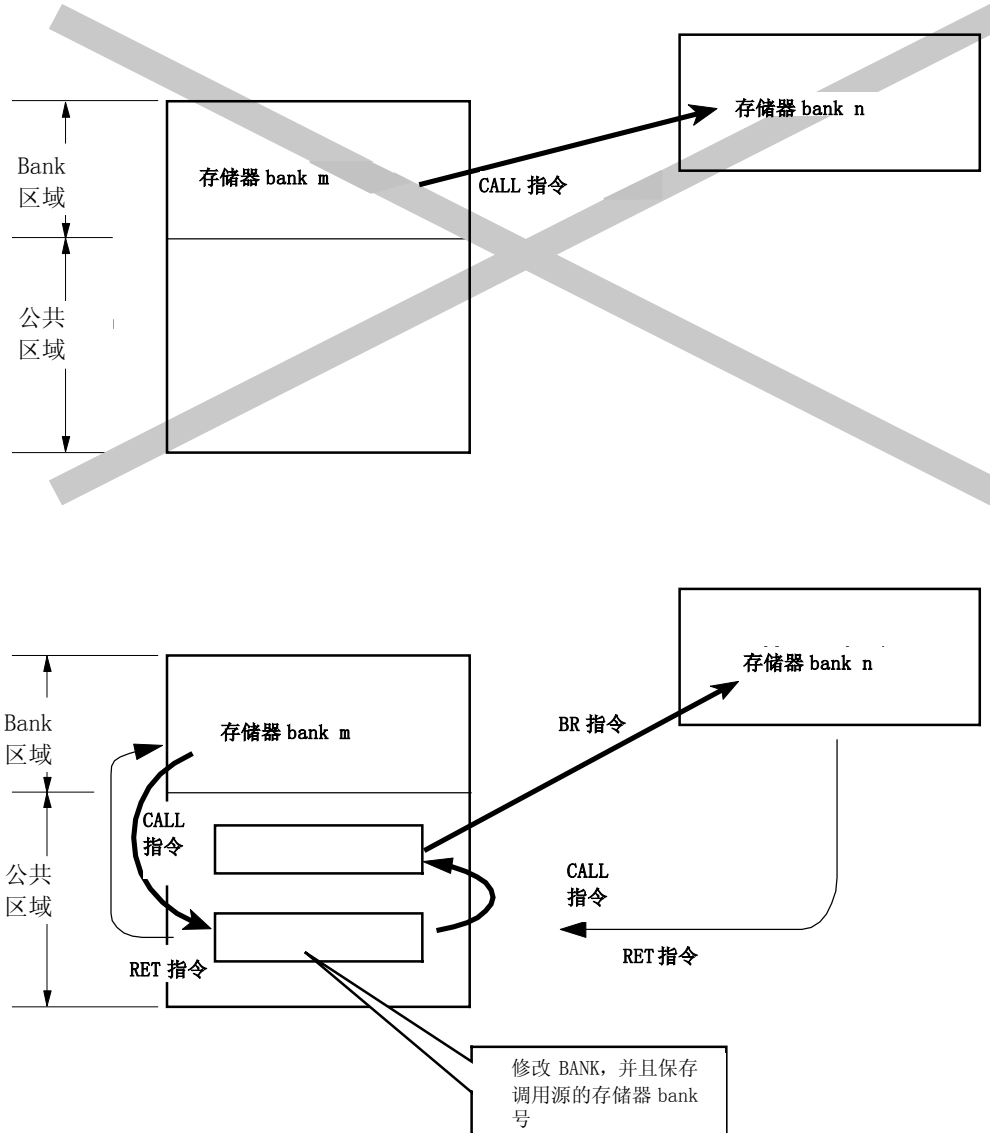 存储器 bank n
Bank
区域
存储器 bank m
CALL 指令
公共
区域
存储器 bank n
BR 指令
Bank
区域
存储器 bank m
CALL
指令
公共
区域
CALL
指令
RET 指令
RET 指令
修改 BANK, 并且保存
调用源的存储器 bank
号